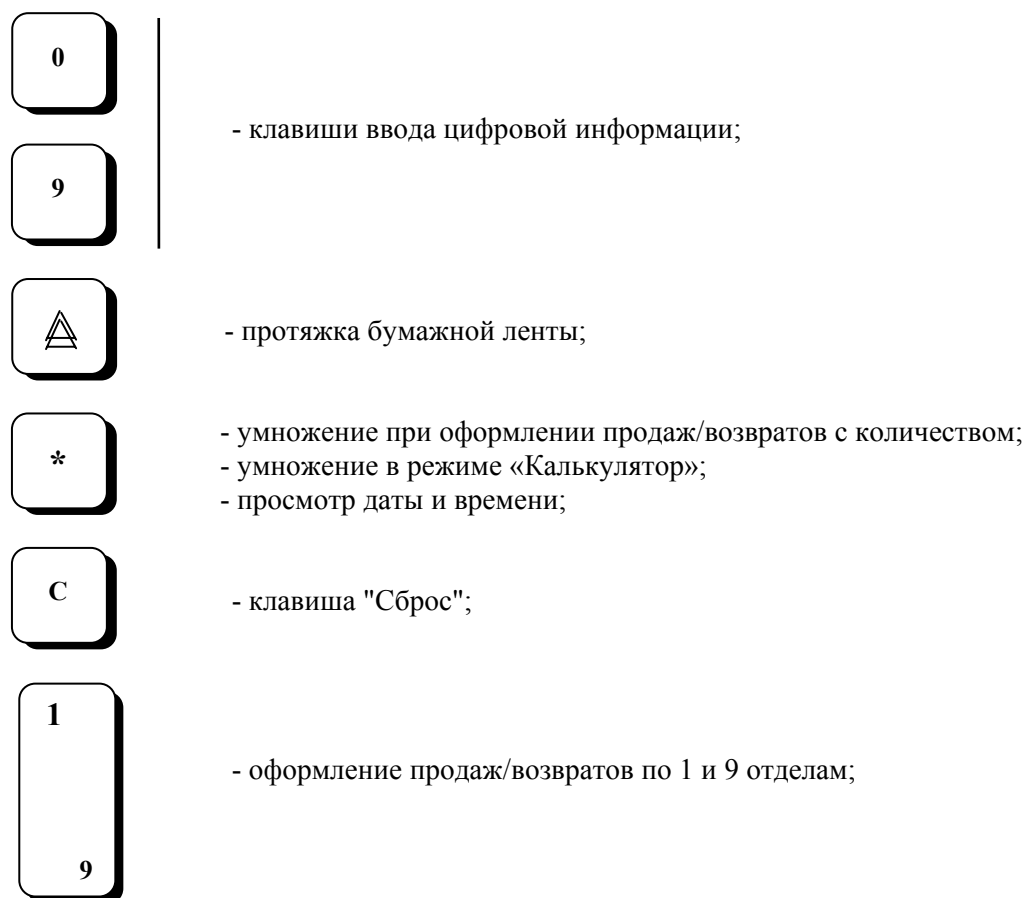 0
- клавиши ввода цифровой информации;
9
- протяжка бумажной ленты;
*
- умножение при оформлении продаж/возвратов с количеством;
- умножение в режиме «Калькулятор»;
- просмотр даты и времени;
С
- клавиша "Сброс";
1
- оформление продаж/возвратов по 1 и 9 отделам;
9